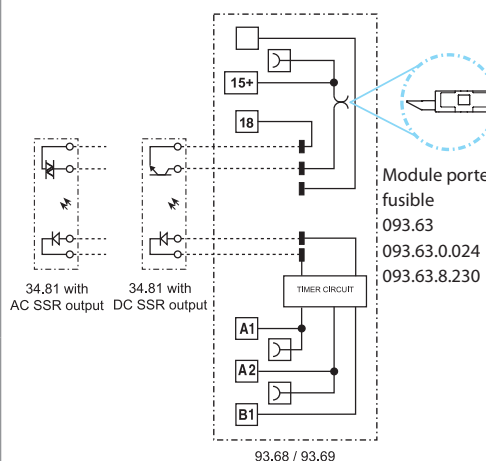 15+
18
Module porte
fusible
093.63
093.63.0.024
093.63.8.230
34.81 with
AC SSR output
34.81 with
DC SSR output
TIMER CIRCUIT
A1
A2
B1
93.68 / 93.69